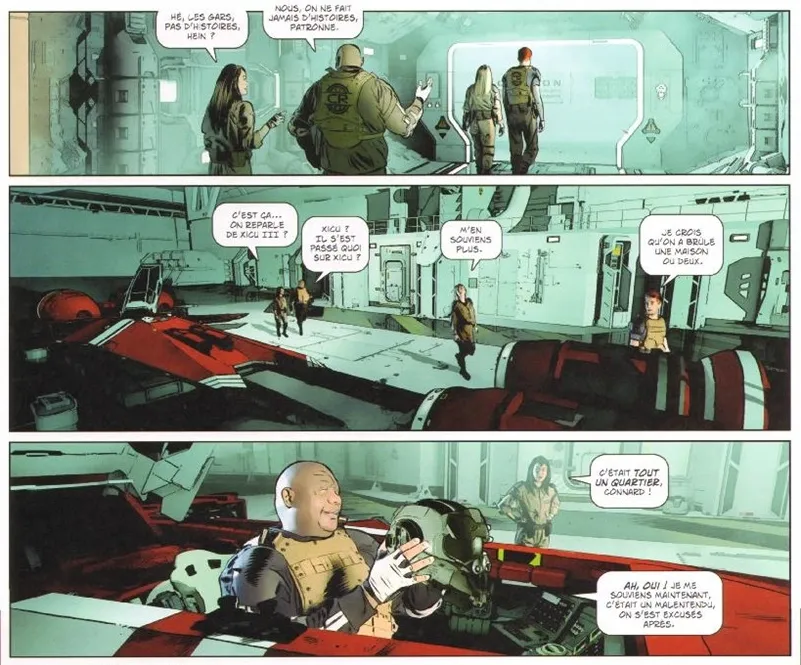 HÉ, LES GARS,
PAS D'HISTOIRES,
HEIN ?
NOUS, ON NE FAIT
JAMAIS D'HISTOIRES,
PATRONNE.
CR
C'EST ÇA...
ON REPARLE
DE XICU III ?
XICU ?
IL S'EST
PASSÉ QUOI
SUR XICU ?
M'EN
SOUVIENS
PLUS.
JE CROIS
QU'ON A BRÛLÉ
UNE MAISON
OU DEUX.
C'ÉTAIT TOUT
UN QUARTIER,
CONNARD !
AH, OUI ! JE ME
SOUVIENS MAINTENANT,
C'ÉTAIT UN MALENTENDU,
ON S'EST EXCUSÉS
APRÈS.